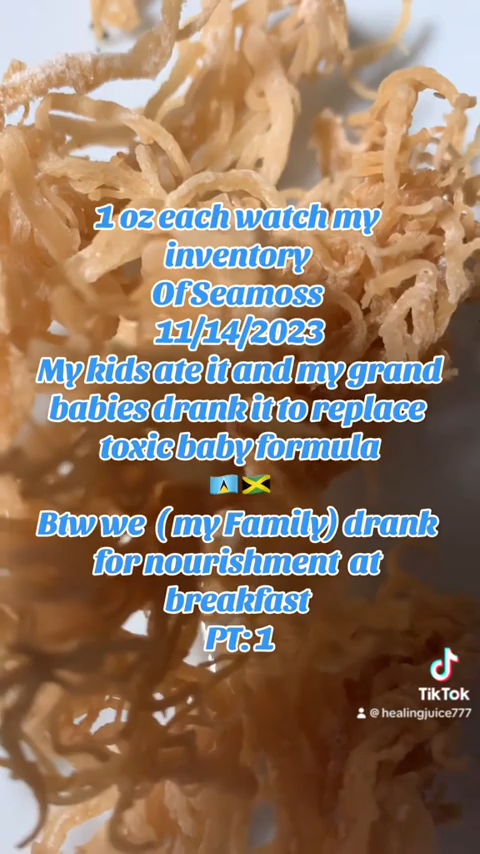 1 oz each watch my
inventory
Of Seamoss
11/14/2023
My kids ate it and my grand
babies drank it to replace
toxic baby formula
🇱🇨🇯🇲
Btw we ( my Family) drank
for nourishment at
breakfast
PT: 1
TikTok
@healingjuice777